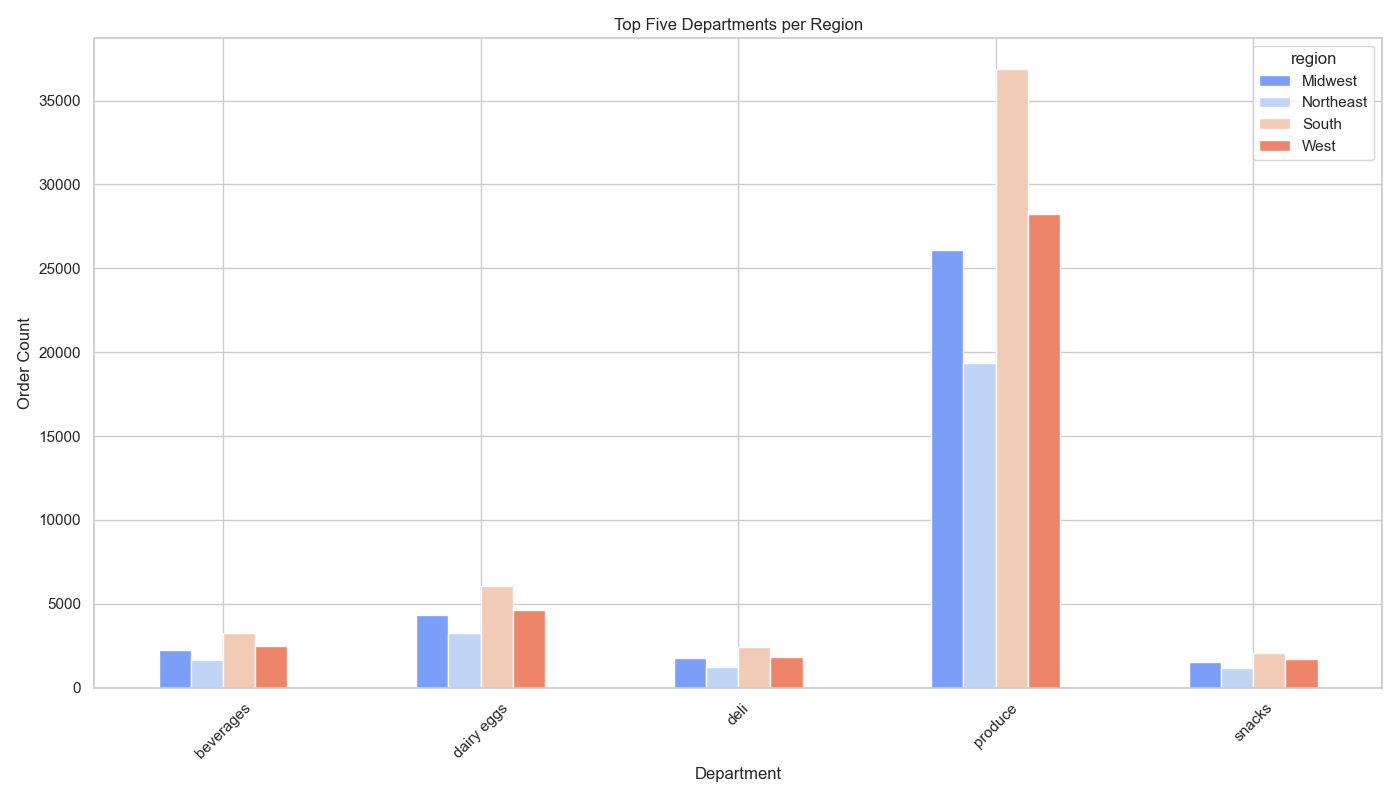 Top Five Departments per Region
region
Midwest
Northeast
South
West
Order Count
35000
30000
25000
20000
15000
10000
5000
0
beverages
dairy eggs
deli
produce
snacks
Department